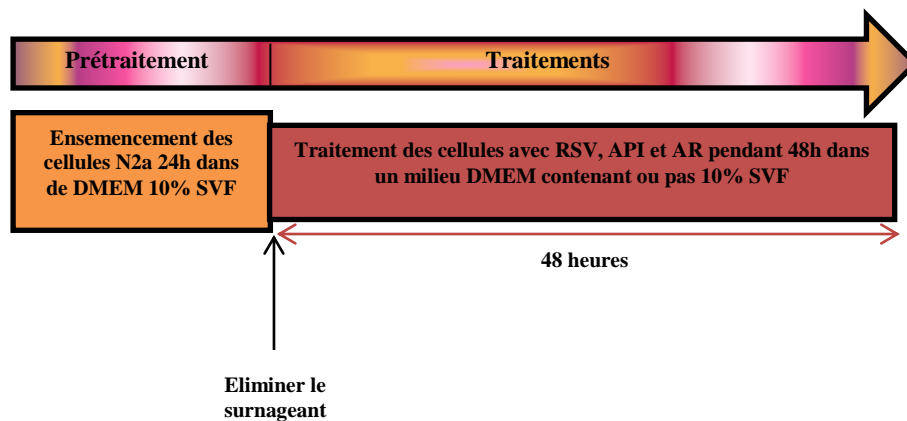 Prétraitement
Traitements
Ensemencement des
cellules N2a 24h dans
de DMEM 10% SVF
Traitement des cellules avec RSV, API et AR pendant 48h dans
un milieu DMEM contenant ou pas 10% SVF
48 heures
Eliminer le
surnageant